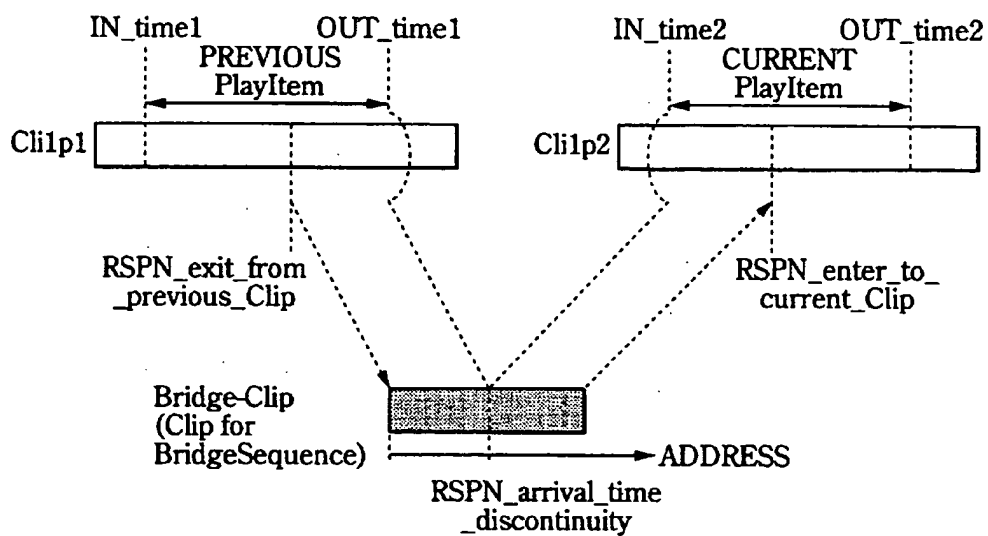 IN_time1
OUT_time1
IN_time2
OUT_time2
PREVIOUS
PlayItem
CURRENT
PlayItem
Cli1p1
Cli1p2
RSPN_exit_from
_previous_Clip
RSPN_enter_to_
current_Clip
Bridge-Clip
(Clip for
BridgeSequence)
ADDRESS
RSPN_arrival_time
_discontinuity